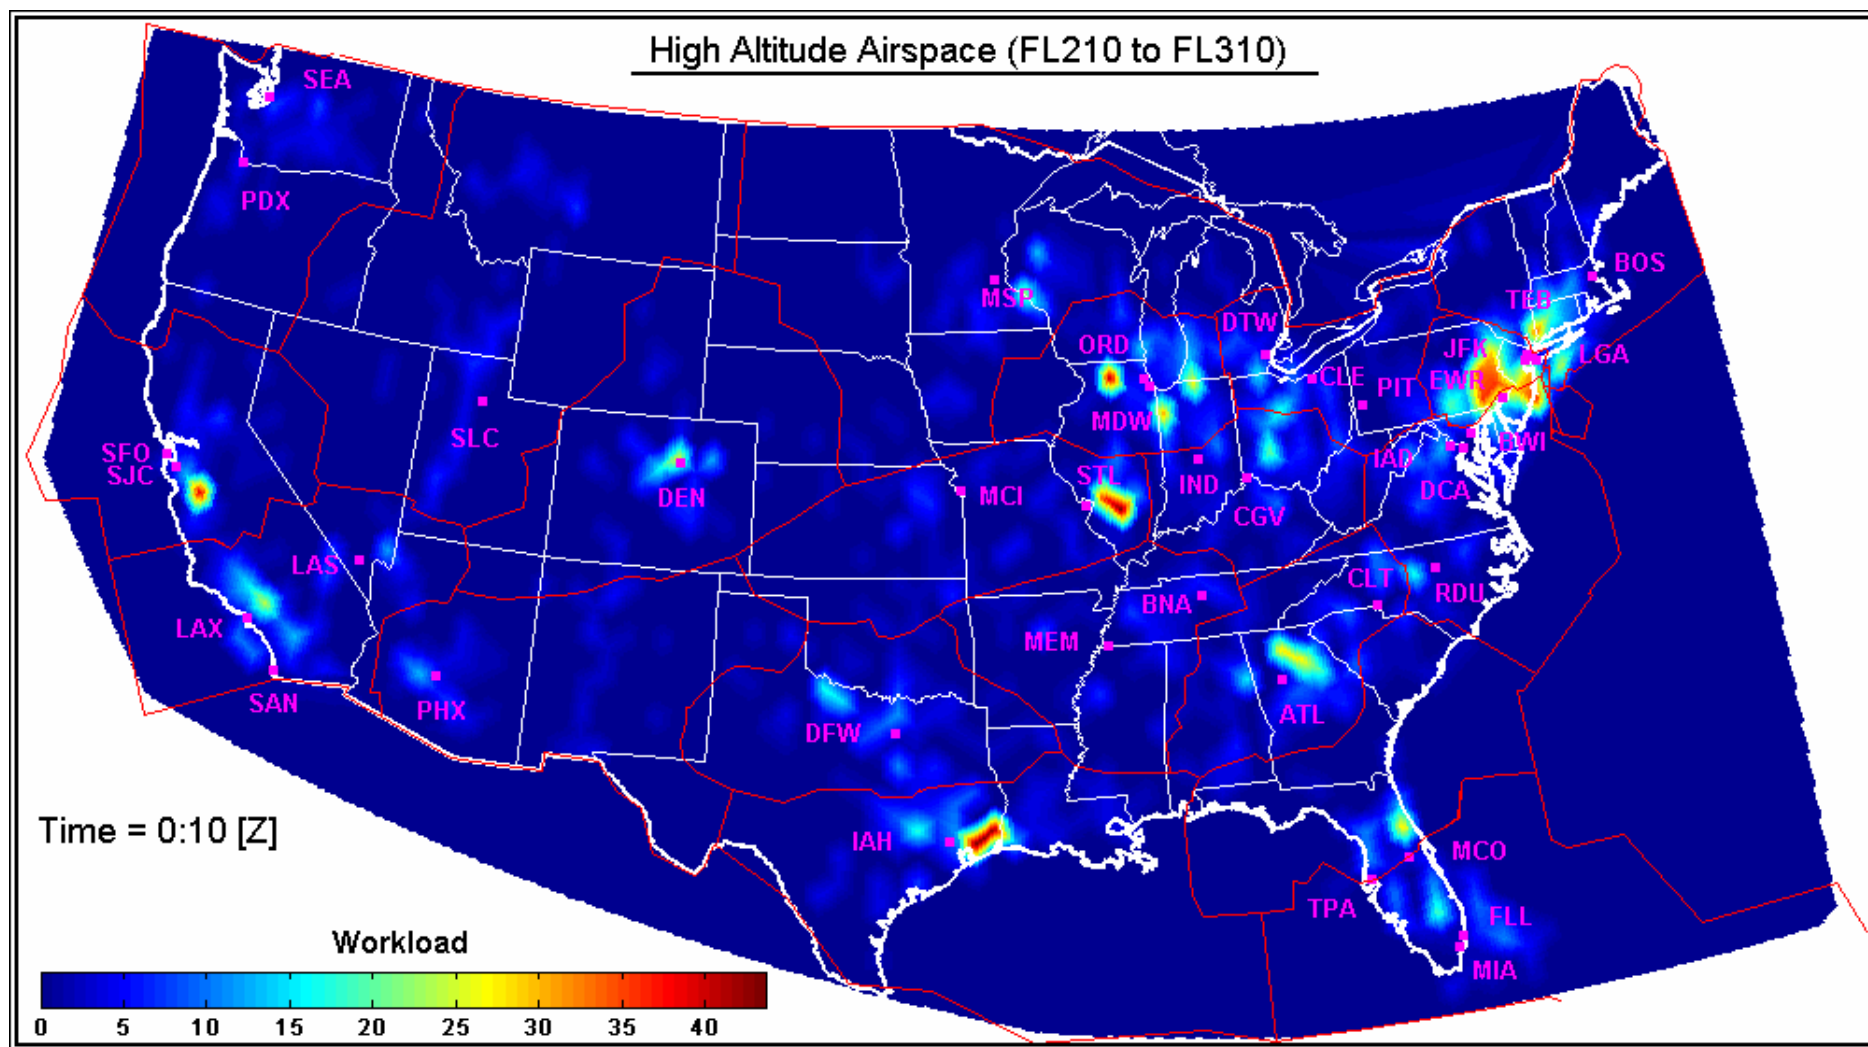 High Altitude Airspace (FL210 to FL310)
SEA
PDX
BOS
MSP
TEB
DTW
ORD
JFK
LGA
CLE
PIT
EWR
MDW
SLC
SFO
SJC
BWI
IAD
STL
IND
DEN
MCI
DCA
CGV
LAS
CLT
BNA
RDU
LAX
MEM
SAN
PHX
ATL
DFW
Time = 0:10 [Z]
IAH
MCO
TPA
FLL
MIA
Workload
0 5 10 15 20 25 30 35 40